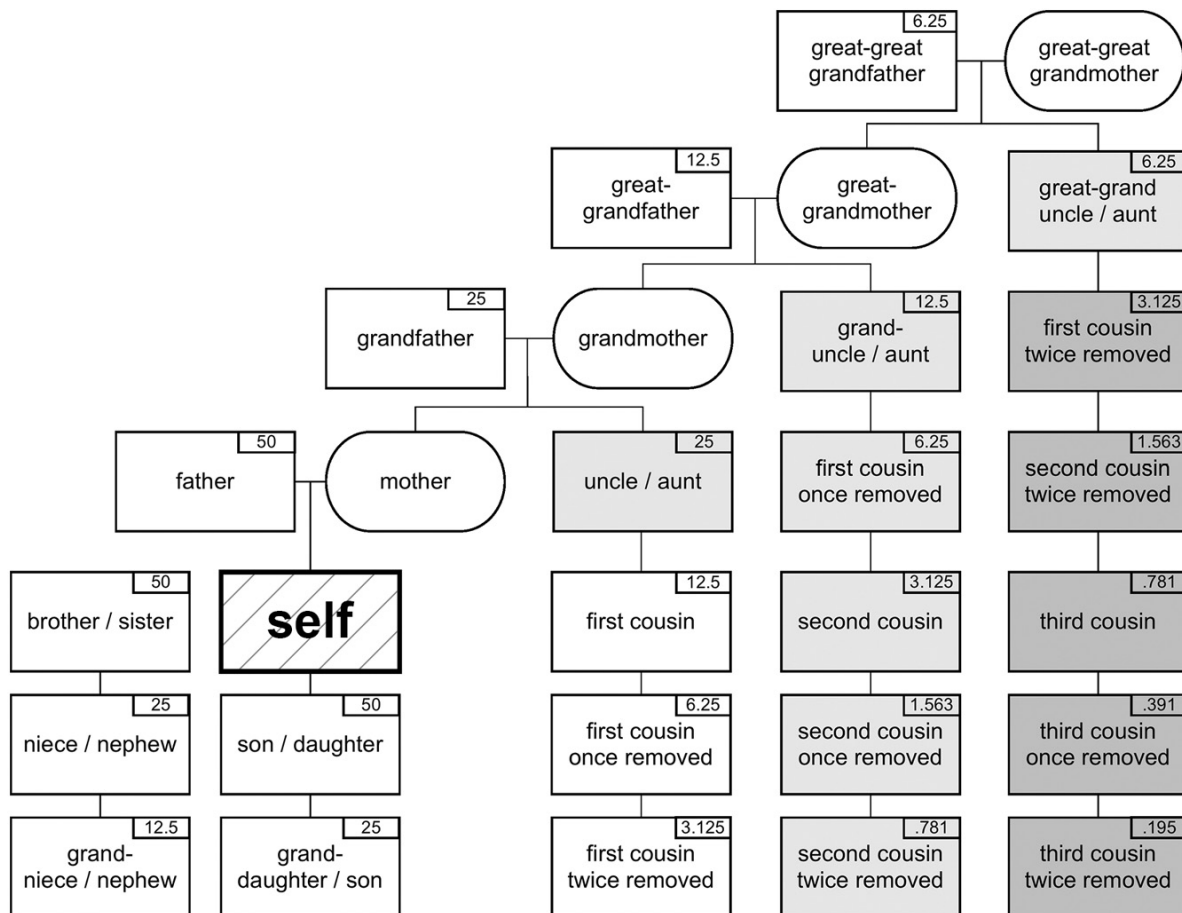 6.25
great-great
grandfather
great-great
grandmother
12.5
great-
grandfather
great-
grandmother
6.25
great-grand
uncle / aunt
25
grandfather
grandmother
12.5
grand-
uncle / aunt
3.125
first cousin
twice removed
50
father
mother
25
uncle / aunt
6.25
first cousin
once removed
1.563
second cousin
twice removed
50
brother / sister
self
12.5
first cousin
3.125
second cousin
.781
third cousin
25
niece / nephew
50
son / daughter
6.25
first cousin
once removed
1.563
second cousin
once removed
.391
third cousin
once removed
12.5
grand-
niece / nephew
25
grand-
daughter / son
3.125
first cousin
twice removed
.781
second cousin
twice removed
.195
third cousin
twice removed